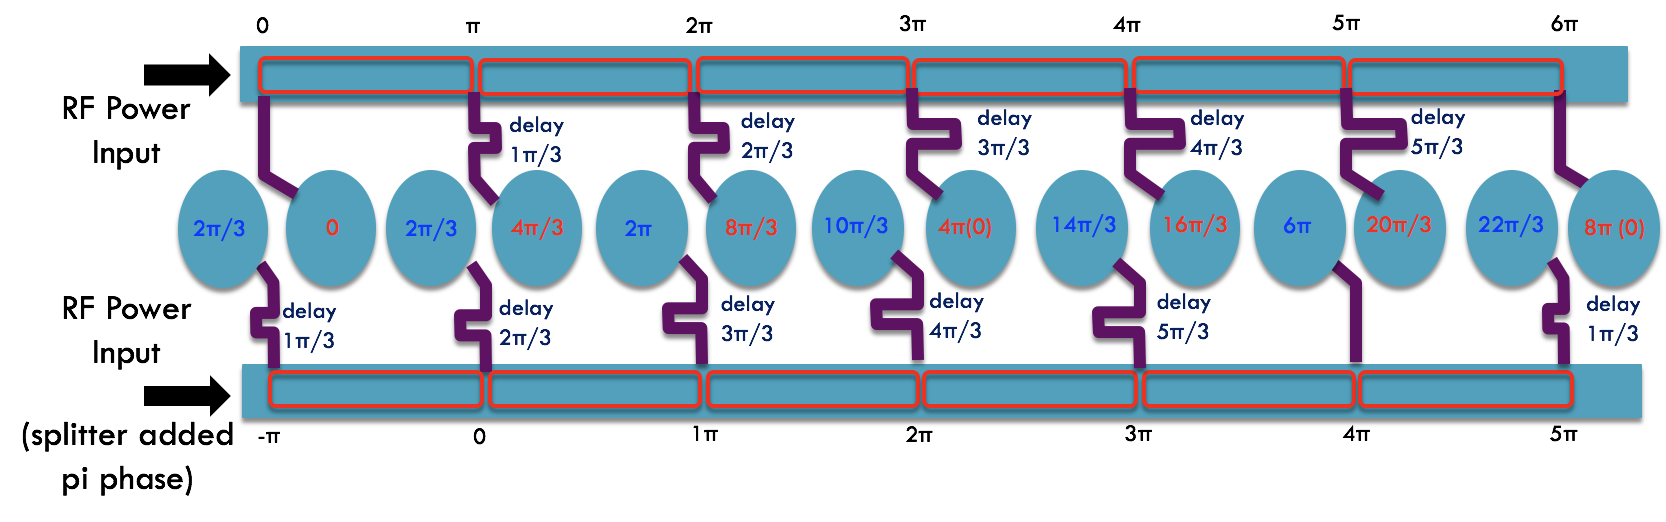 0
π
2π
3π
4π
5π
6π
RF Power
Input
delay
1π/3
delay
2π/3
delay
3π/3
delay
4π/3
delay
5π/3
2π/3
0
2π/3
4π/3
2π
8π/3
10π/3
4π(0)
14π/3
16π/3
6π
20π/3
22π/3
8π (0)
RF Power
Input
delay
1π/3
delay
2π/3
delay
3π/3
delay
4π/3
delay
5π/3
delay
1π/3
(splitter added
pi phase)
-π
0
1π
2π
3π
4π
5π